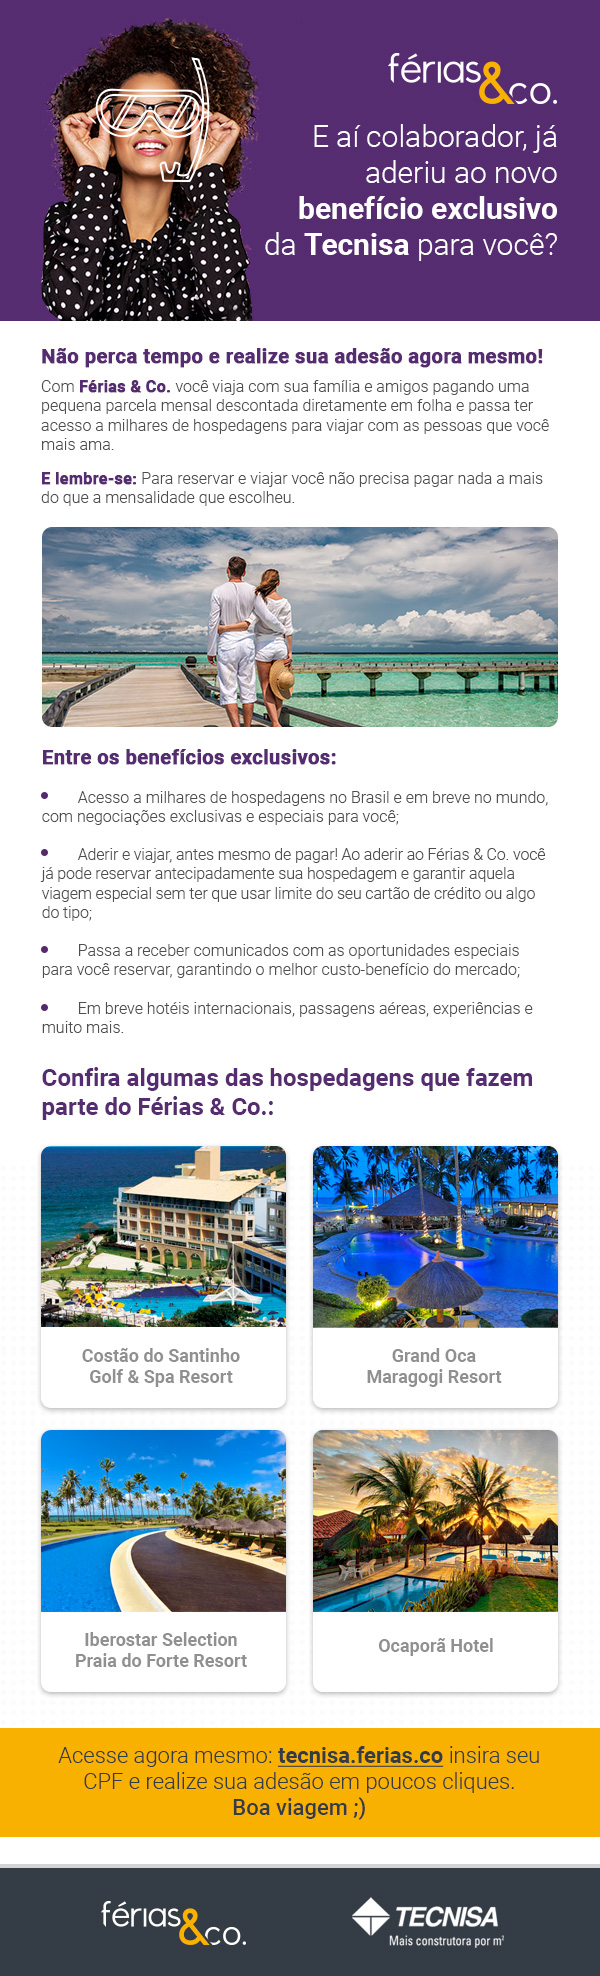 férias&co.
E aí colaborador, já
aderiu ao novo
benefício exclusivo
da Tecnisa para você?
Não perca tempo e realize sua adesão agora mesmo!
Com Férias & Co. você viaja com sua família e amigos pagando uma
pequena parcela mensal descontada diretamente em folha e passa ter
acesso a milhares de hospedagens para viajar com as pessoas que você
mais ama.
E lembre-se: Para reservar e viajar você não precisa pagar nada a mais
do que a mensalidade que escolheu.
Entre os benefícios exclusivos:
• Acesso a milhares de hospedagens no Brasil e em breve no mundo,
com negociações exclusivas e especiais para você;
• Aderir e viajar, antes mesmo de pagar! Ao aderir ao Férias & Co. você
já pode reservar antecipadamente sua hospedagem e garantir aquela
viagem especial sem ter que usar limite do seu cartão de crédito ou algo
do tipo;
• Passa a receber comunicados com as oportunidades especiais
para você reservar, garantindo o melhor custo-benefício do mercado;
• Em breve hotéis internacionais, passagens aéreas, experiências e
muito mais.
Confira algumas das hospedagens que fazem
parte do Férias & Co.:
Costão do Santinho
Golf & Spa Resort
Grand Oca
Maragogi Resort
Iberostar Selection
Praia do Forte Resort
Ocaporã Hotel
Acesse agora mesmo: tecnisa.ferias.co insira seu
CPF e realize sua adesão em poucos cliques.
Boa viagem ;)
férias&co.
TECNISA
Mais construtora por m²